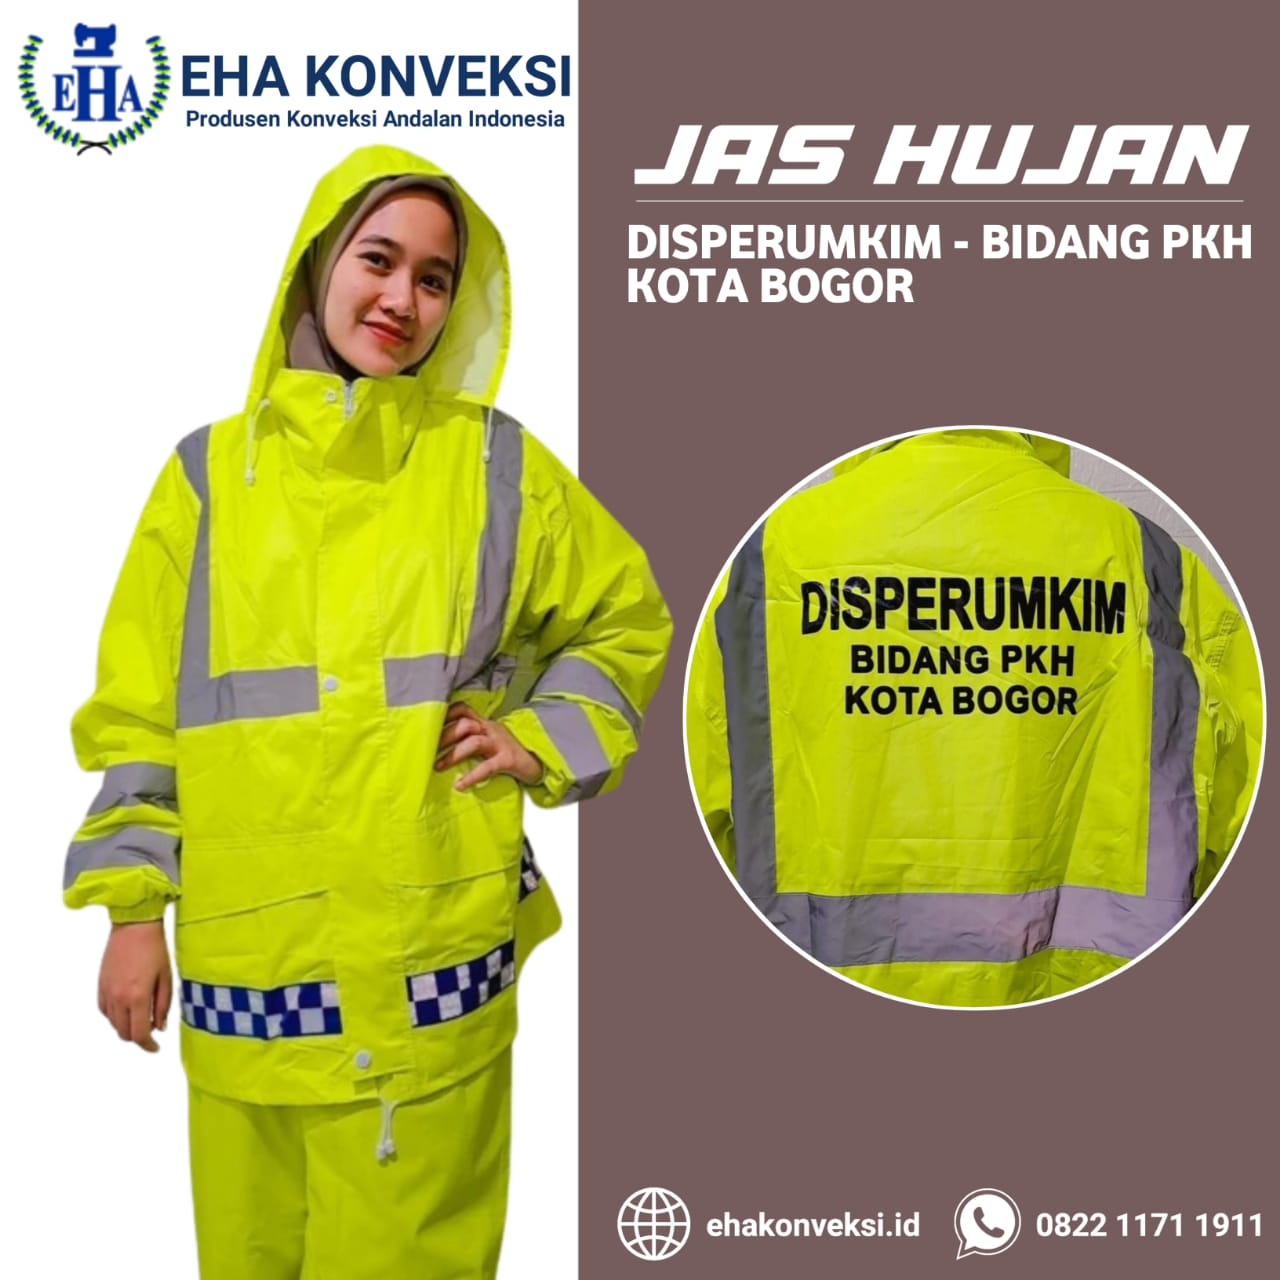 EHA
EHA KONVEKSI
Produsen Konveksi Andalan Indonesia
JAS HUJAN
DISPERUMKIM - BIDANG PKH
KOTA BOGOR
DISPERUMKIM
BIDANG PKH
KOTA BOGOR
ehakonveksi.id
0822 1171 1911